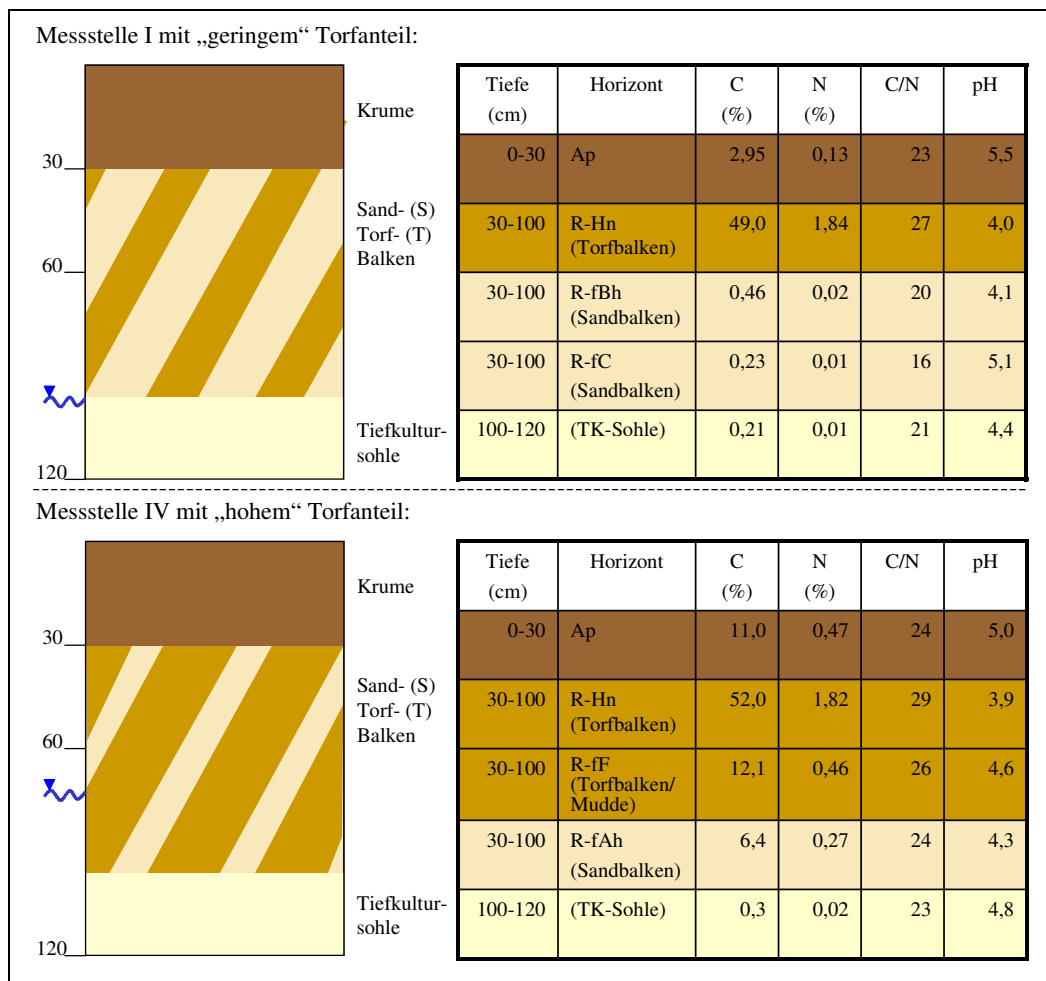 Messstelle I mit „geringem“ Torfanteil:
Krume
30
Sand- (S)
Torf- (T)
Balken
60
Tiefkultur-
sohle
120
Tiefe Horizont C N C/N pH
(cm) (%) (%)
0-30 Ap 2,95 0,13 23 5,5
30-100 R-Hn 49,0 1,84 27 4,0
(Torfbalken)
30-100 R-fBh 0,46 0,02 20 4,1
(Sandbalken)
30-100 R-fC 0,23 0,01 16 5,1
(Sandbalken)
100-120 (TK-Sohle) 0,21 0,01 21 4,4
Messstelle IV mit „hohem“ Torfanteil:
Krume
30
Sand- (S)
Torf- (T)
Balken
60
Tiefkultur-
sohle
120
Tiefe Horizont C N C/N pH
(cm) (%) (%)
0-30 Ap 11,0 0,47 24 5,0
30-100 R-Hn 52,0 1,82 29 3,9
(Torfbalken)
30-100 R-fF 12,1 0,46 26 4,6
(Torfbalken/
Mudde)
30-100 R-fAh 6,4 0,27 24 4,3
(Sandbalken)
100-120 (TK-Sohle) 0,3 0,02 23 4,8